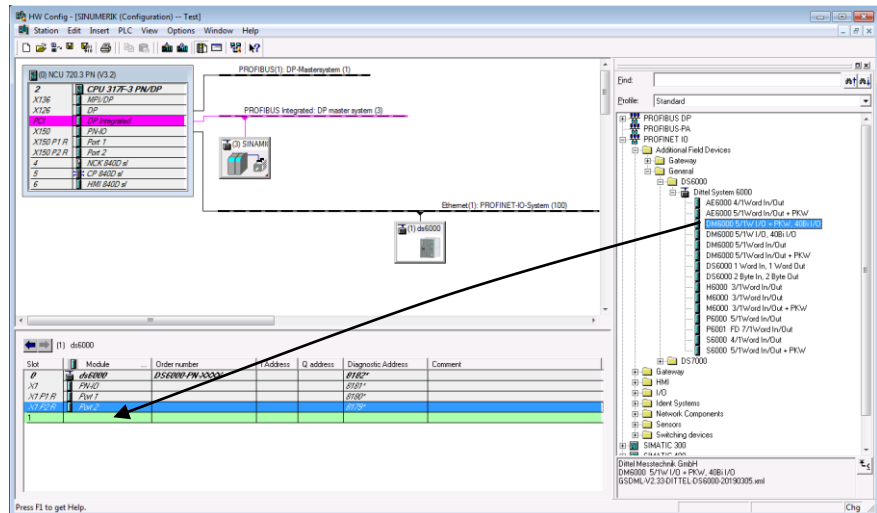 HW Config - [SINUMERIK (Configuration) -- Test]
Station Edit Insert PLC View Options Window Help
(0) NCU 720.3 PN (V3.2)
2 CPU 317F-3 PN/DP
X136 MPI/DP
X126 DP
PCI DP Integrated
X150 PN-IO
X150 P1 R Port 1
X150 P2 R Port 2
4 NCK 840D sl
5 CP 840D sl
6 HMI 840D sl
PROFIBUS(1): DP-Mastersystem (1)
PROFIBUS Integrated: DP master system (3)
(3) SINAMI
Ethernet(1): PROFINET-IO-System (100)
(1) ds6000
(1) ds6000
Slot Module ... Order number I Address Q address Diagnostic Address Comment
0 ds6000 DS6000-PN-XXXX 8182*
X1 PN-IO 8181*
X1 P1 R Port 1 8180*
X1 P2 R Port 2 8179*
1
Find:
Profile: Standard
PROFIBUS DP
PROFIBUS-PA
PROFINET IO
Additional Field Devices
Gateway
General
DS6000
Dittel System 6000
AE6000 4/1Word In/Out
AE6000 5/1Word In/Out + PKW
DM6000 5/1W I/O + PKW, 40Bi I/O
DM6000 5/1W I/O, 40Bi I/O
DM6000 5/1Word In/Out
DM6000 5/1Word In/Out + PKW
DS6000 1 Word In, 1 Word Out
DS6000 2 Byte In, 2 Byte Out
H6000 3/1Word In/Out
M6000 3/1Word In/Out
M6000 3/1Word In/Out + PKW
P6000 5/1Word In/Out
P6001 FD 7/1Word In/Out
S6000 4/1Word In/Out
S6000 5/1Word In/Out + PKW
DS7000
Gateway
HMI
I/O
Ident Systems
Network Components
Sensors
Switching devices
SIMATIC 300
SIMATIC 400
Dittel Messtechnik GmbH
DM6000 5/1W I/O + PKW, 40Bi I/O
GSDML-V2.33-DITTEL-DS6000-20190305.xml
Press F1 to get Help.
Chg